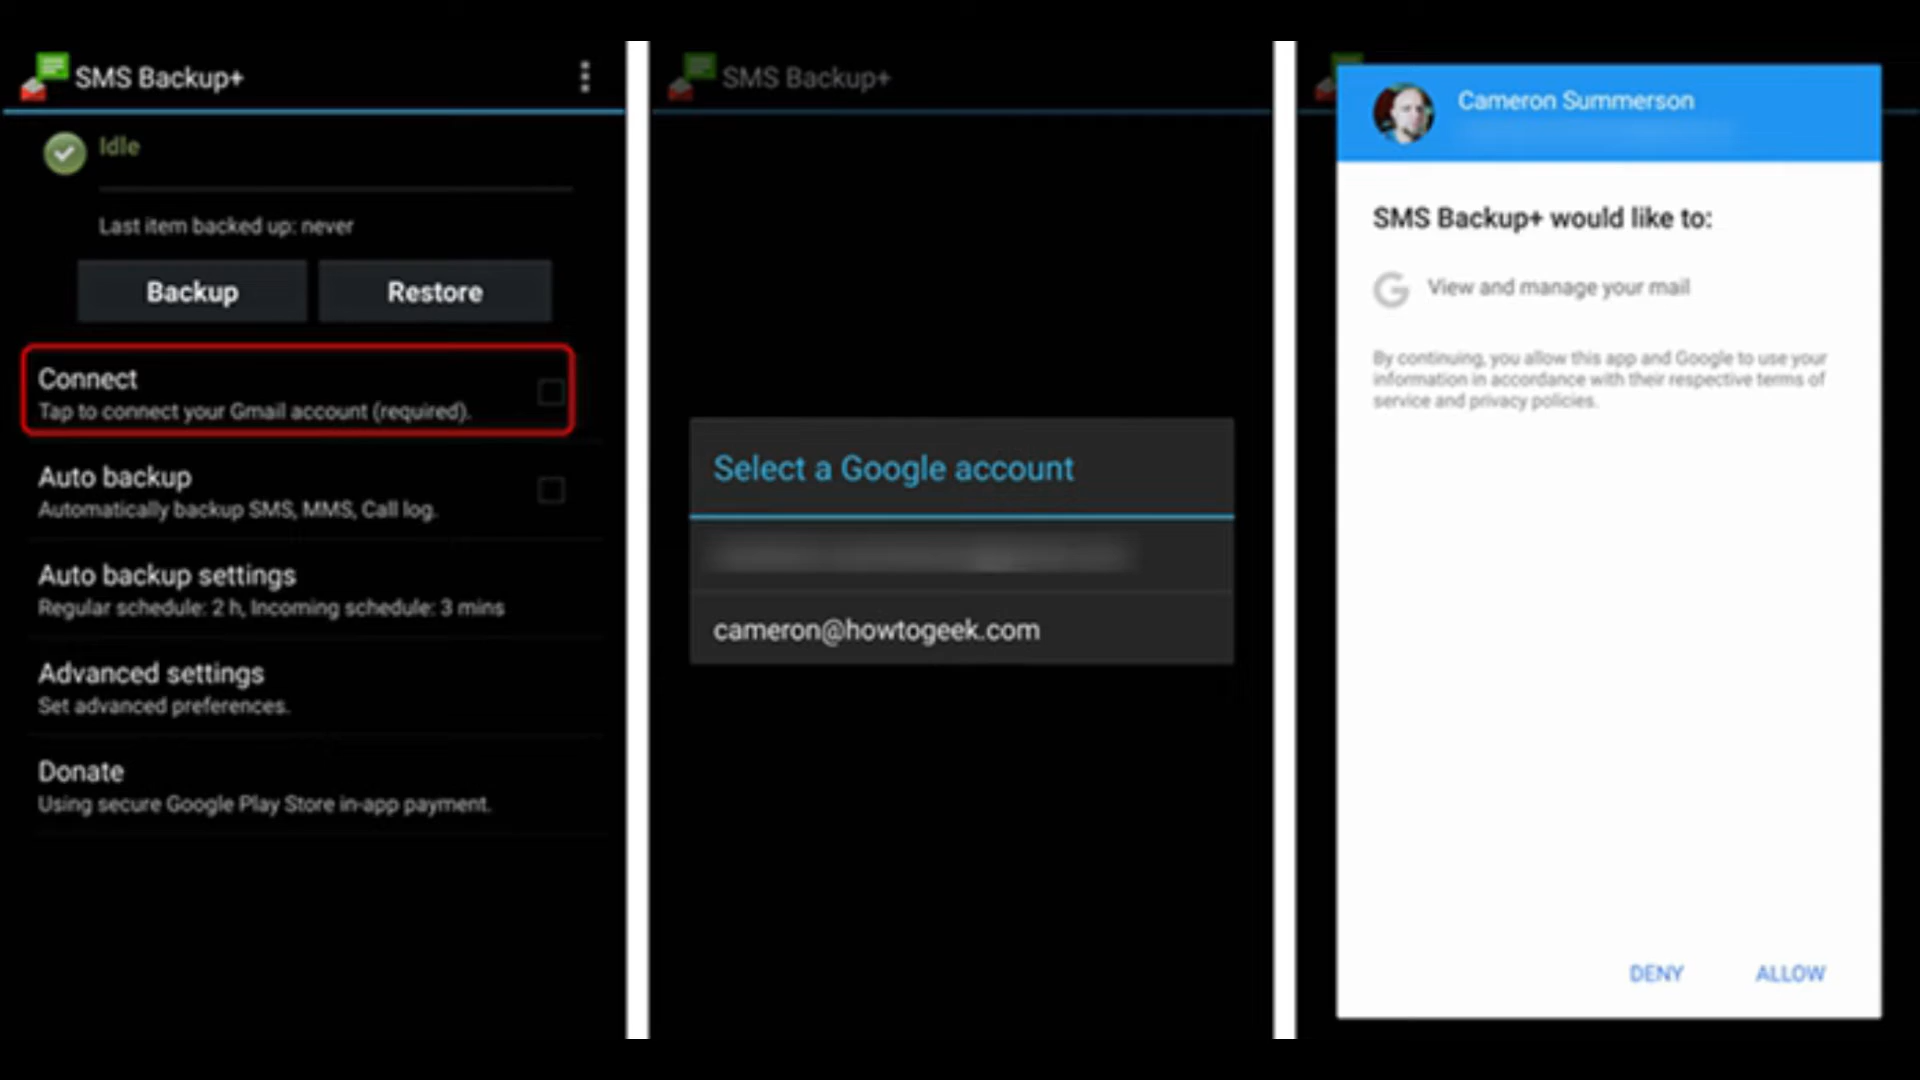 SMS Backup+
Idle
Last item backed up: never
Backup
Restore
Connect
Tap to connect your Gmail account (required).
Auto backup
Automatically backup SMS, MMS, Call log.
Auto backup settings
Regular schedule: 2 h, Incoming schedule: 3 mins
Advanced settings
Set advanced preferences.
Donate
Using secure Google Play Store in-app payment.
SMS Backup+
Select a Google account
cameron@howtogeek.com
Cameron Summerson
SMS Backup+ would like to:
View and manage your mail
By continuing, you allow this app and Google to use your
information in accordance with their respective terms of
service and privacy policies.
DENY
ALLOW